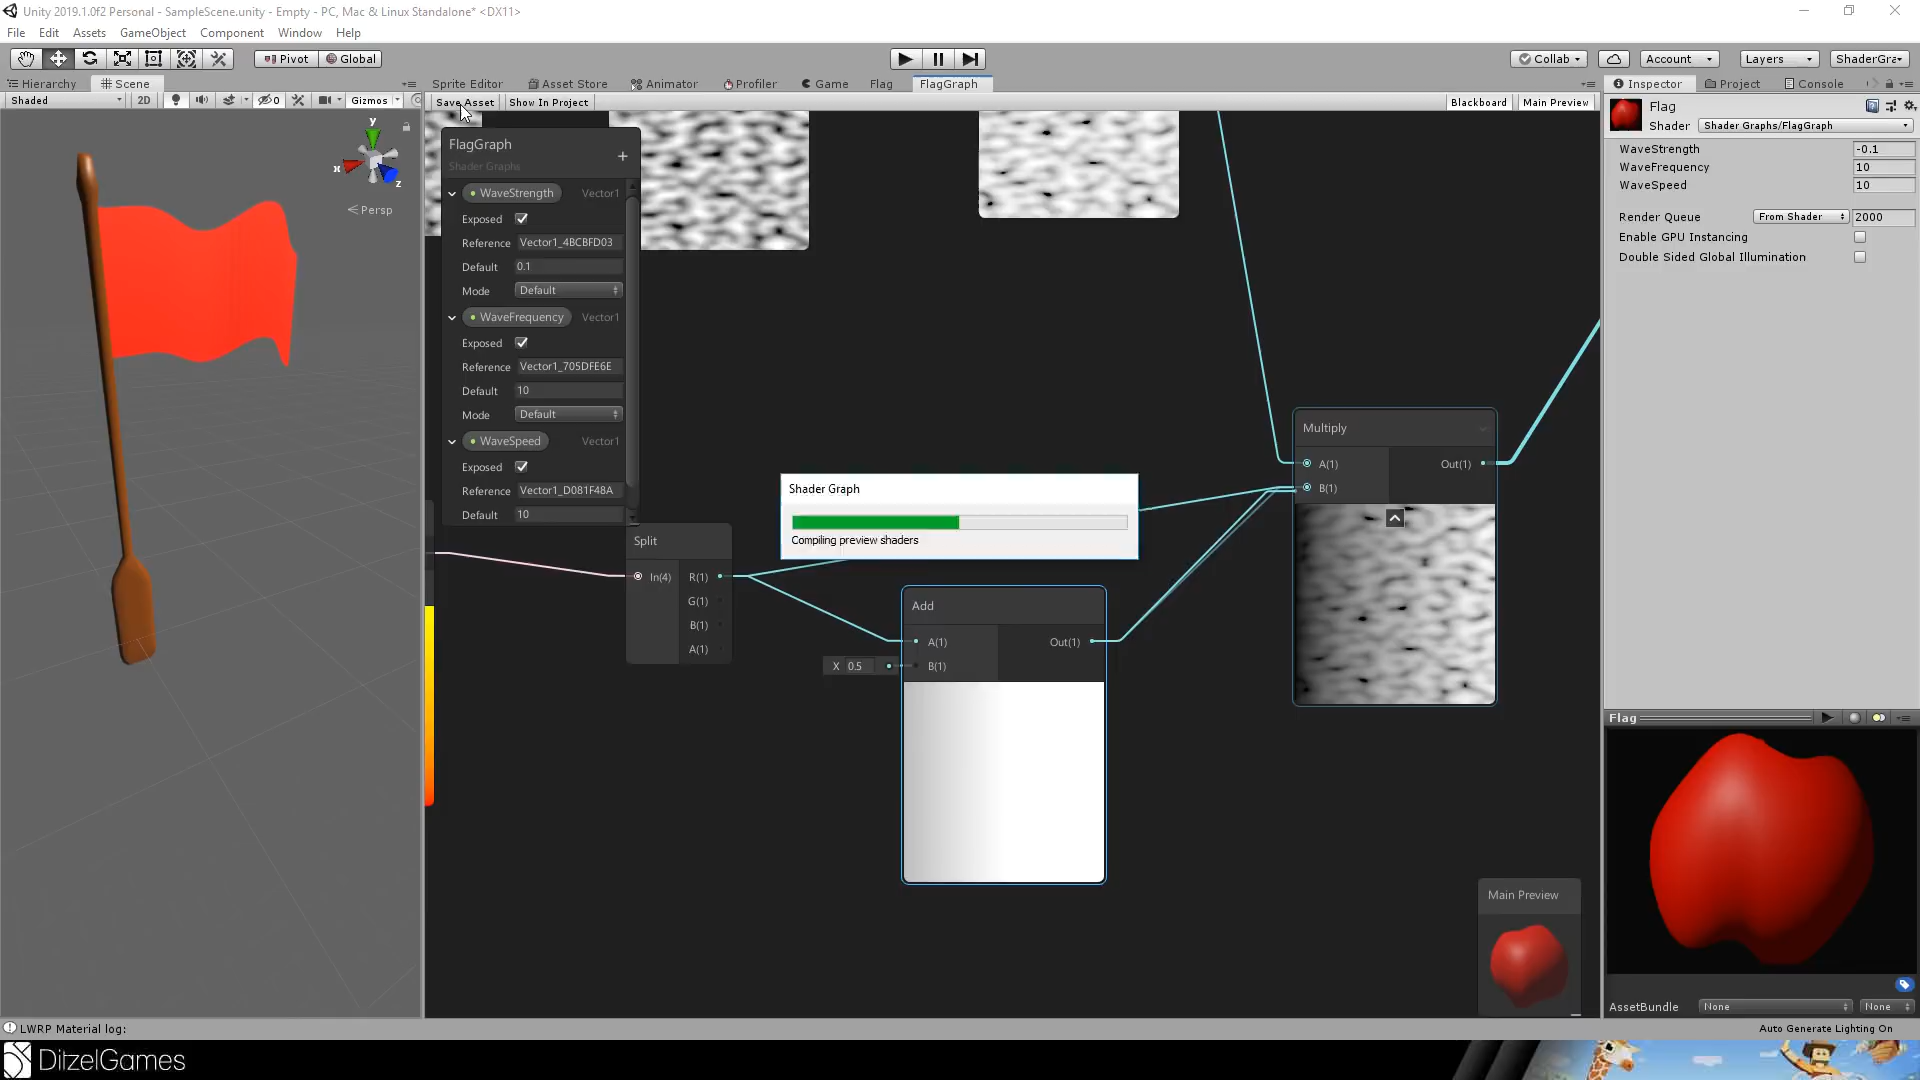 Unity 2019.1.0f2 Personal - SampleScene.unity - Empty - PC, Mac & Linux Standalone* <DX11>
File Edit Assets GameObject Component Window Help
Pivot Global Collab Account Layers ShaderGra
Hierarchy Scene Sprite Editor Asset Store Animator Profiler Game Flag FlagGraph Inspector Project Console
Shaded 2D 0 Gizmos Save Asset Show In Project Blackboard Main Preview
Flag
Shader Shader Graphs/FlagGraph
WaveStrength -0.1
WaveFrequency 10
WaveSpeed 10
Render Queue From Shader 2000
Enable GPU Instancing
Double Sided Global Illumination
y
x
z
< Persp
FlagGraph +
Shader Graphs
WaveStrength Vector1
Exposed
Reference Vector1_4BCBFD03
Default 0.1
Mode Default
WaveFrequency Vector1
Exposed
Reference Vector1_705DFE6E
Default 10
Mode Default
WaveSpeed Vector1
Exposed
Reference Vector1_D081F48A
Default 10
Split
In(4) R(1)
G(1)
B(1)
A(1)
Shader Graph
Compiling preview shaders
Add
A(1) Out(1)
X 0.5 B(1)
Multiply
A(1) Out(1)
B(1)
Main Preview
Flag
AssetBundle None None
LWRP Material log:
Auto Generate Lighting On
DitzelGames